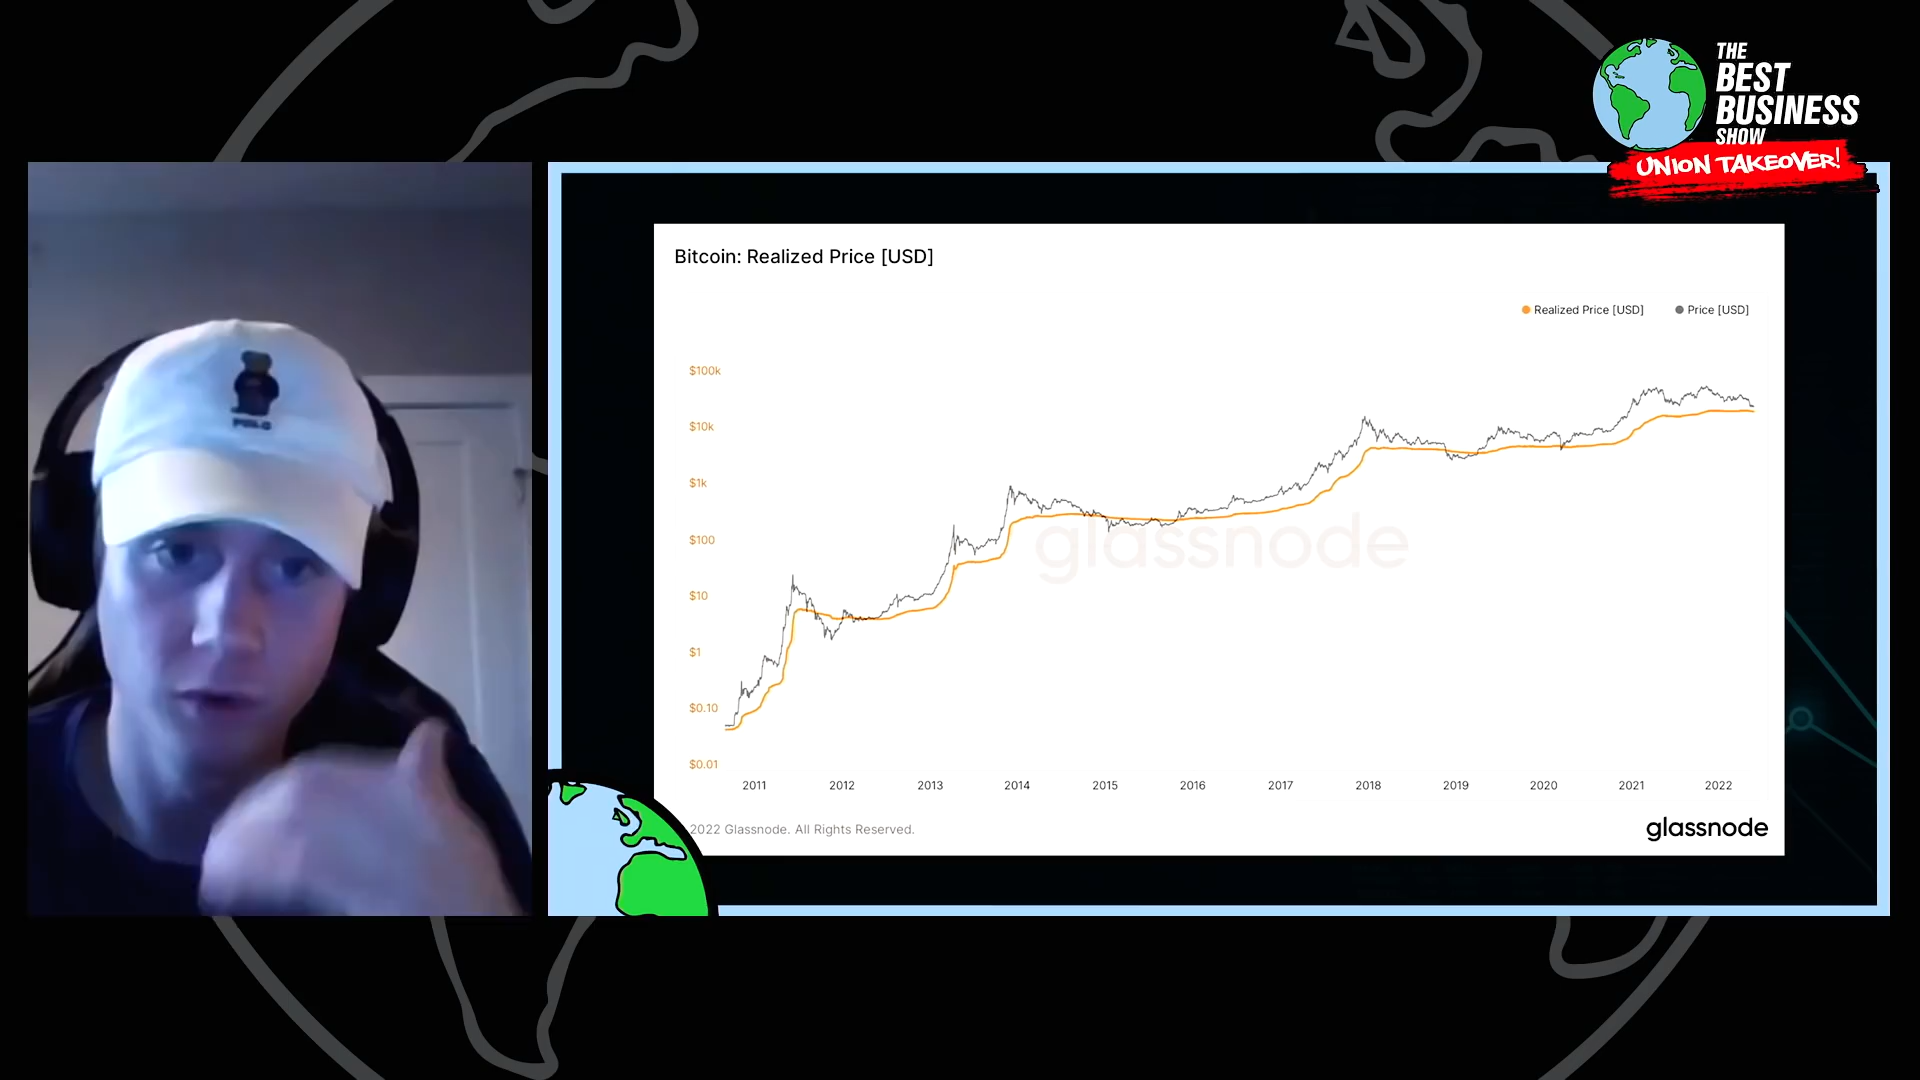 THE
BEST
BUSINESS
SHOW
UNION TAKEOVER!
POLO
Bitcoin: Realized Price [USD]
Realized Price [USD] Price [USD]
$100k
$10k
$1k
$100
$10
$1
$0.10
$0.01
glassnode
2011 2012 2013 2014 2015 2016 2017 2018 2019 2020 2021 2022
2022 Glassnode. All Rights Reserved.
glassnode